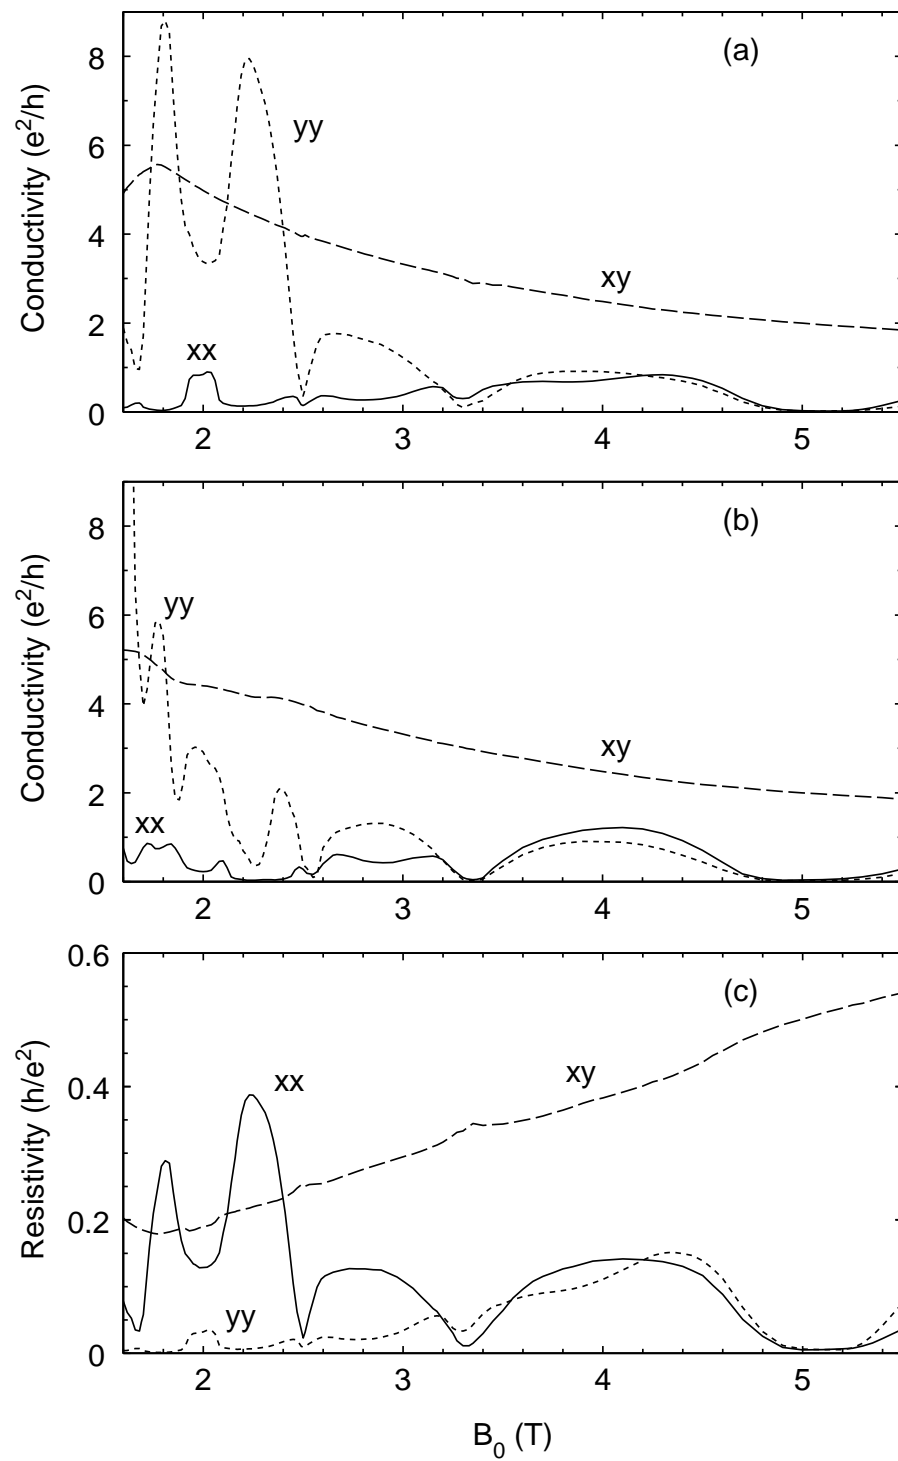 (a)
8
yy
6
Conductivity (e²/h)
4
xy
2
xx
0
2 3 4 5
(b)
8
yy
6
Conductivity (e²/h)
4
xy
2
xx
0
2 3 4 5
0.6
(c)
xx
xy
0.4
Resistivity (h/e²)
0.2
yy
0
2 3 4 5
B₀ (T)